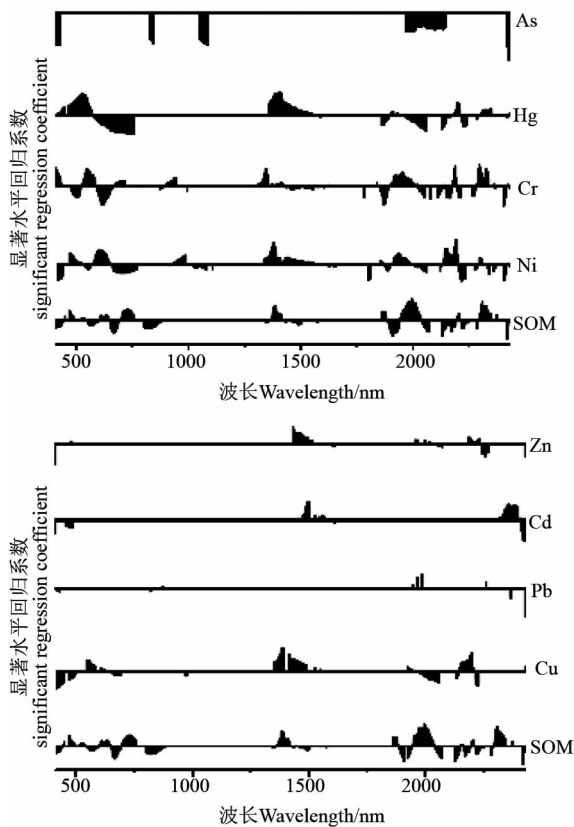 显著水平回归系数
significant regression coefficient
As
Hg
Cr
Ni
SOM
500 1000 1500 2000
波长Wavelength/nm
显著水平回归系数
significant regression coefficient
Zn
Cd
Pb
Cu
SOM
500 1000 1500 2000
波长Wavelength/nm